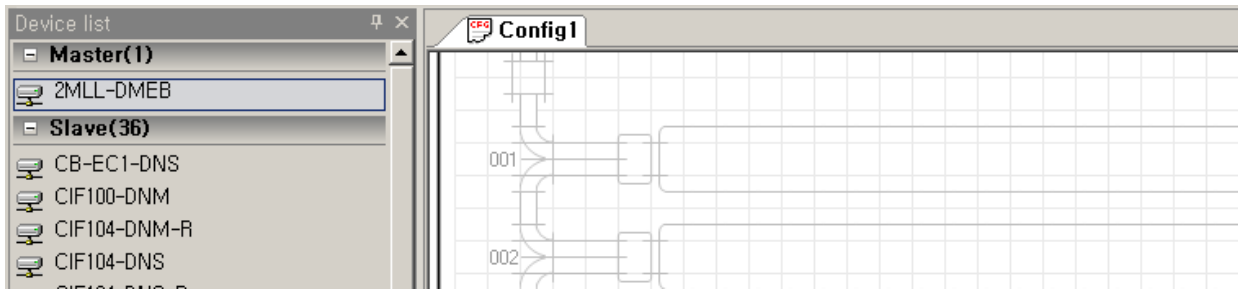 Device list
Master(1)
2MLL-DMEB
Slave(36)
CB-EC1-DNS
CIF100-DNM
CIF104-DNM-R
CIF104-DNS
CFG
Config1
001
002